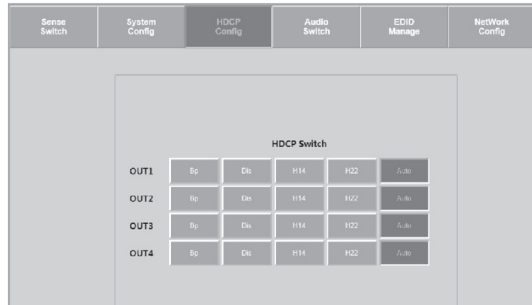 Sense Switch System Config HDCP Config Audio Switch EDID Manage NetWork Config
HDCP Switch
OUT1 Bp Dis H14 H22 Auto
OUT2 Bp Dis H14 H22 Auto
OUT3 Bp Dis H14 H22 Auto
OUT4 Bp Dis H14 H22 Auto